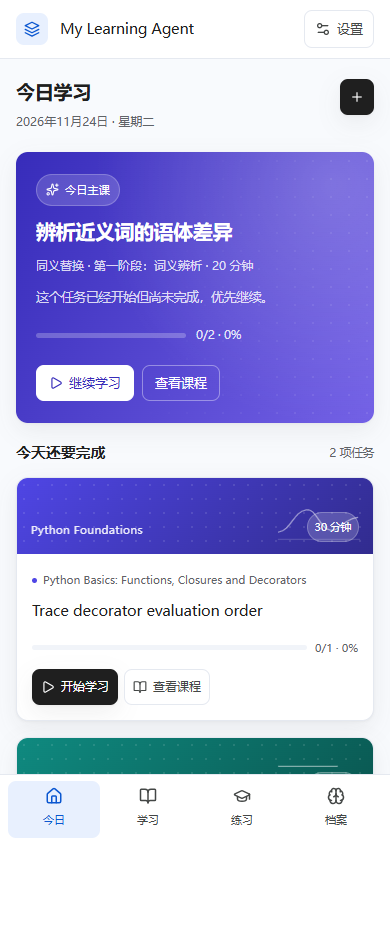 My Learning Agent
设置
今日学习
2026年11月24日 · 星期二
今日主课
辨析近义词的语体差异
同义替换 · 第一阶段：词义辨析 · 20 分钟
这个任务已经开始但尚未完成，优先继续。
0/2 · 0%
继续学习
查看课程
今天还要完成
2 项任务
Python Foundations
30 分钟
Python Basics: Functions, Closures and Decorators
Trace decorator evaluation order
0/1 · 0%
开始学习
查看课程
今日
学习
练习
档案